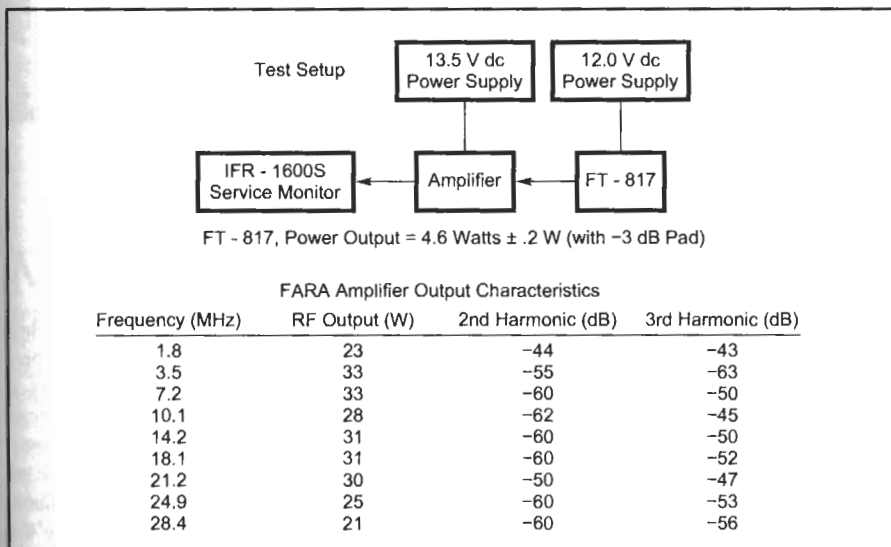 Test Setup
13.5 V dc
Power Supply
12.0 V dc
Power Supply
IFR - 1600S
Service Monitor
Amplifier
FT - 817
FT - 817, Power Output = 4.6 Watts ± .2 W (with −3 dB Pad)
FARA Amplifier Output Characteristics
Frequency (MHz) RF Output (W) 2nd Harmonic (dB) 3rd Harmonic (dB)
1.8 23 −44 −43
3.5 33 −55 −63
7.2 33 −60 −50
10.1 28 −62 −45
14.2 31 −60 −50
18.1 31 −60 −52
21.2 30 −50 −47
24.9 25 −60 −53
28.4 21 −60 −56